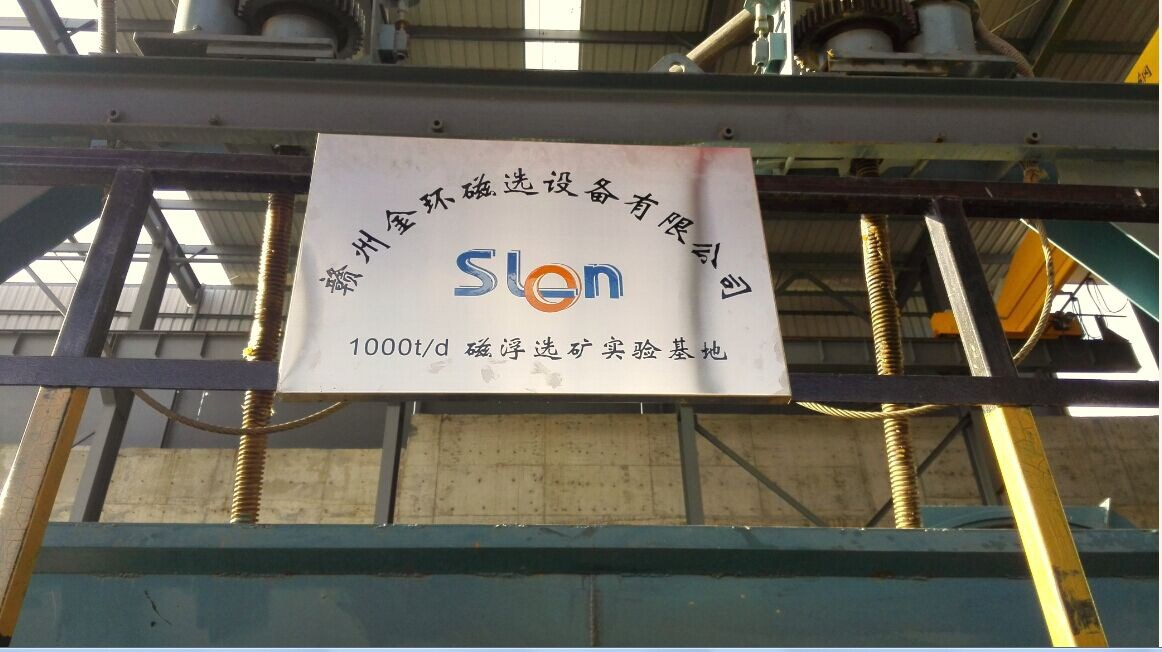 赣州金环磁选设备有限公司
SLon
1000t/d 磁浮选矿实验基地